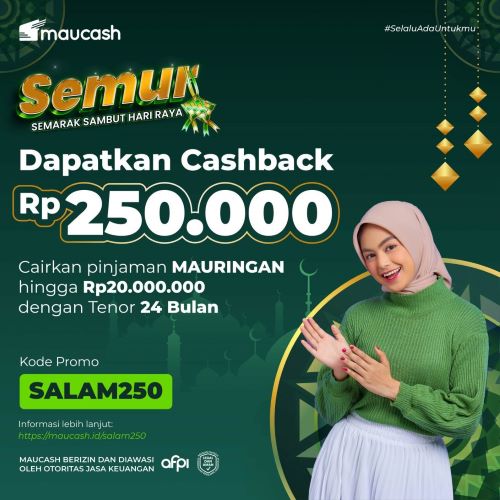 maucash
#SelaluAdaUntukmu
Semur
SEMARAK SAMBUT HARI RAYA
Dapatkan Cashback
Rp 250.000
Cairkan pinjaman MAURINGAN
hingga Rp20.000.000
dengan Tenor 24 Bulan
Kode Promo
SALAM250
Informasi lebih lanjut:
https://maucash.id/salam250
MAUCASH BERIZIN DAN DIAWASI
OLEH OTORITAS JASA KEUANGAN
afpi